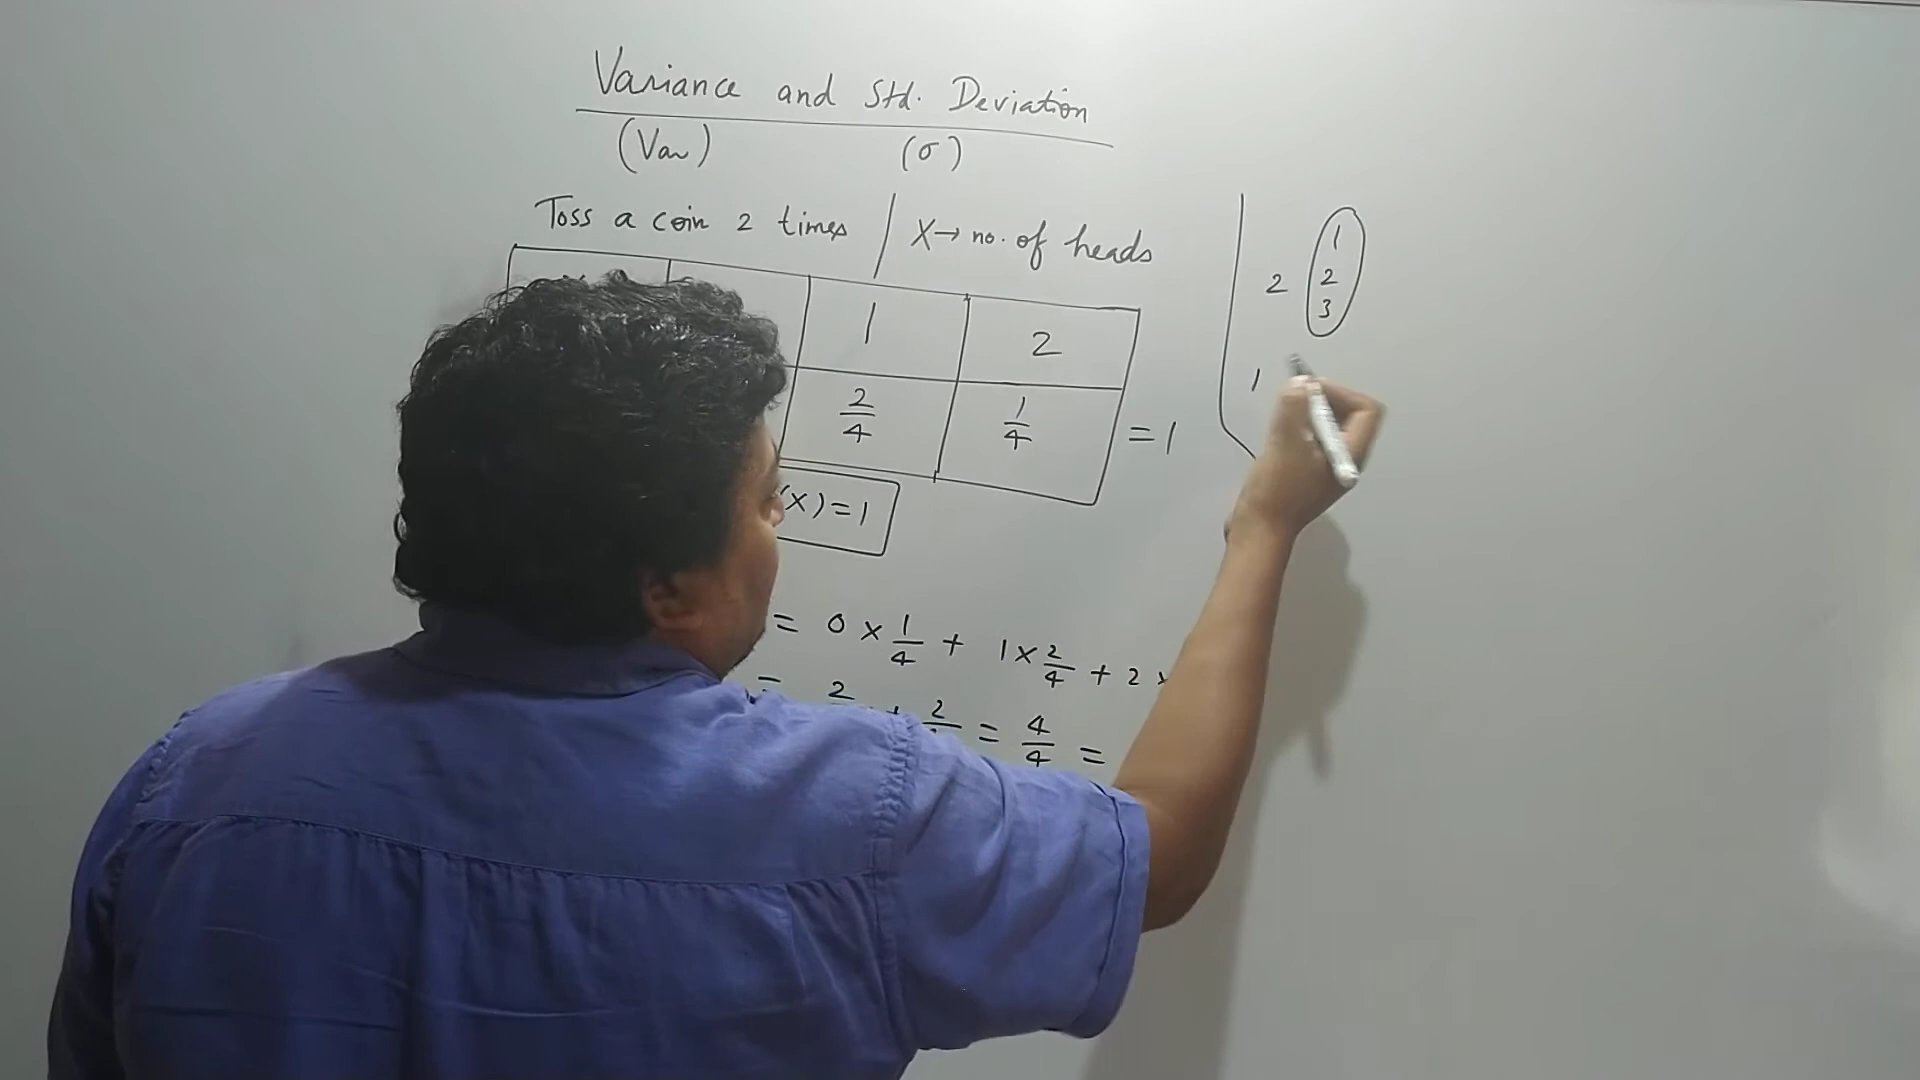 Variance and Std. Deviation
(Var) (σ)
Toss a coin 2 times | X→ no. of heads
1 2
2/4 1/4 = 1
(X) = 1
= 0 × 1/4 + 1 × 2/4 + 2 ×
= 2 + 2 = 4/4 =
1
2 2
3
1